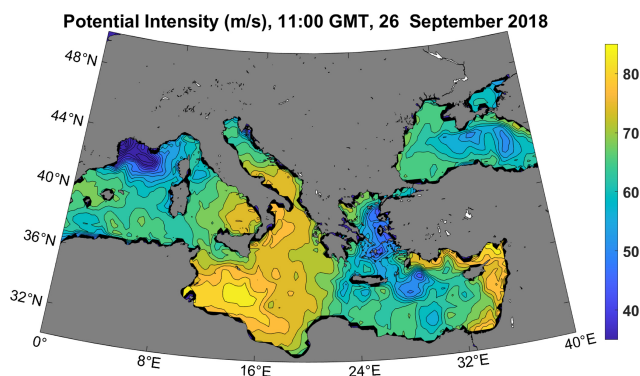 Potential Intensity (m/s), 11:00 GMT, 26 September 2018
48°N
44°N
40°N
36°N
32°N
0°
8°E
16°E
24°E
32°E
40°E
80
70
60
50
40